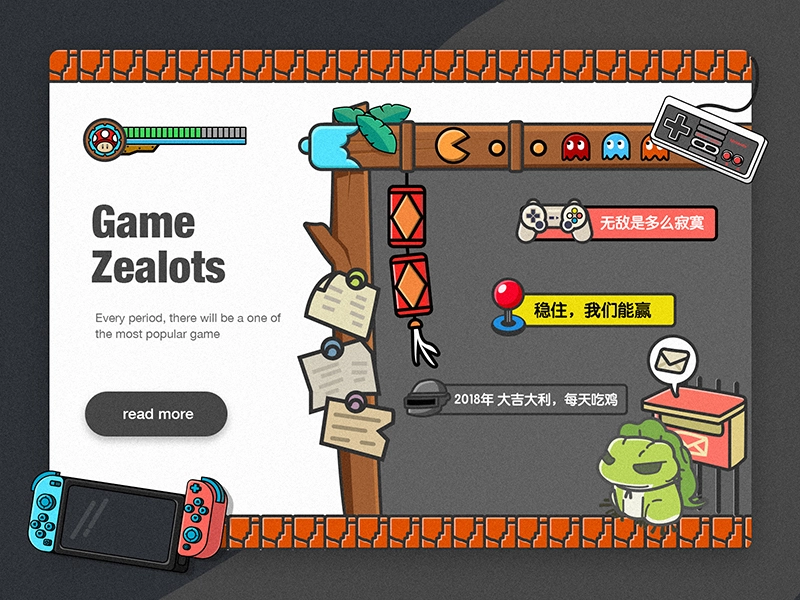 Game
Zealots
Every period, there will be a one of
the most popular game
read more
无敌是多么寂寞
稳住，我们能赢
2018年 大吉大利，每天吃鸡